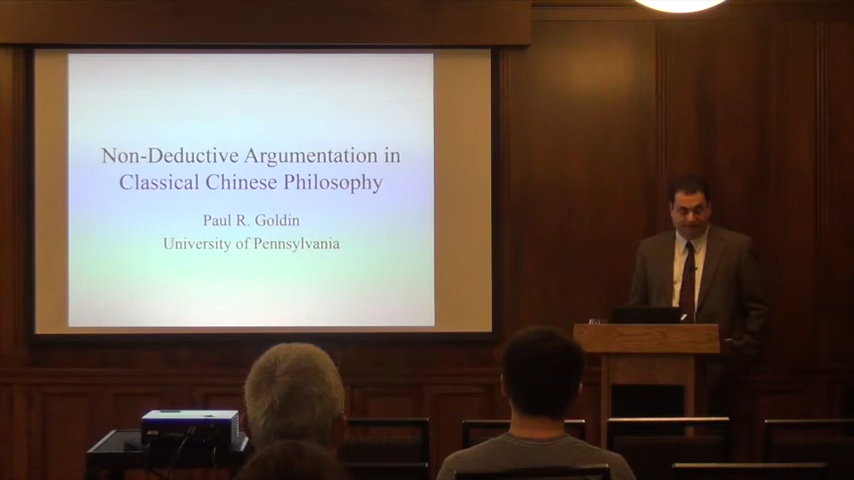 Non-Deductive Argumentation in
Classical Chinese Philosophy
Paul R. Goldin
University of Pennsylvania